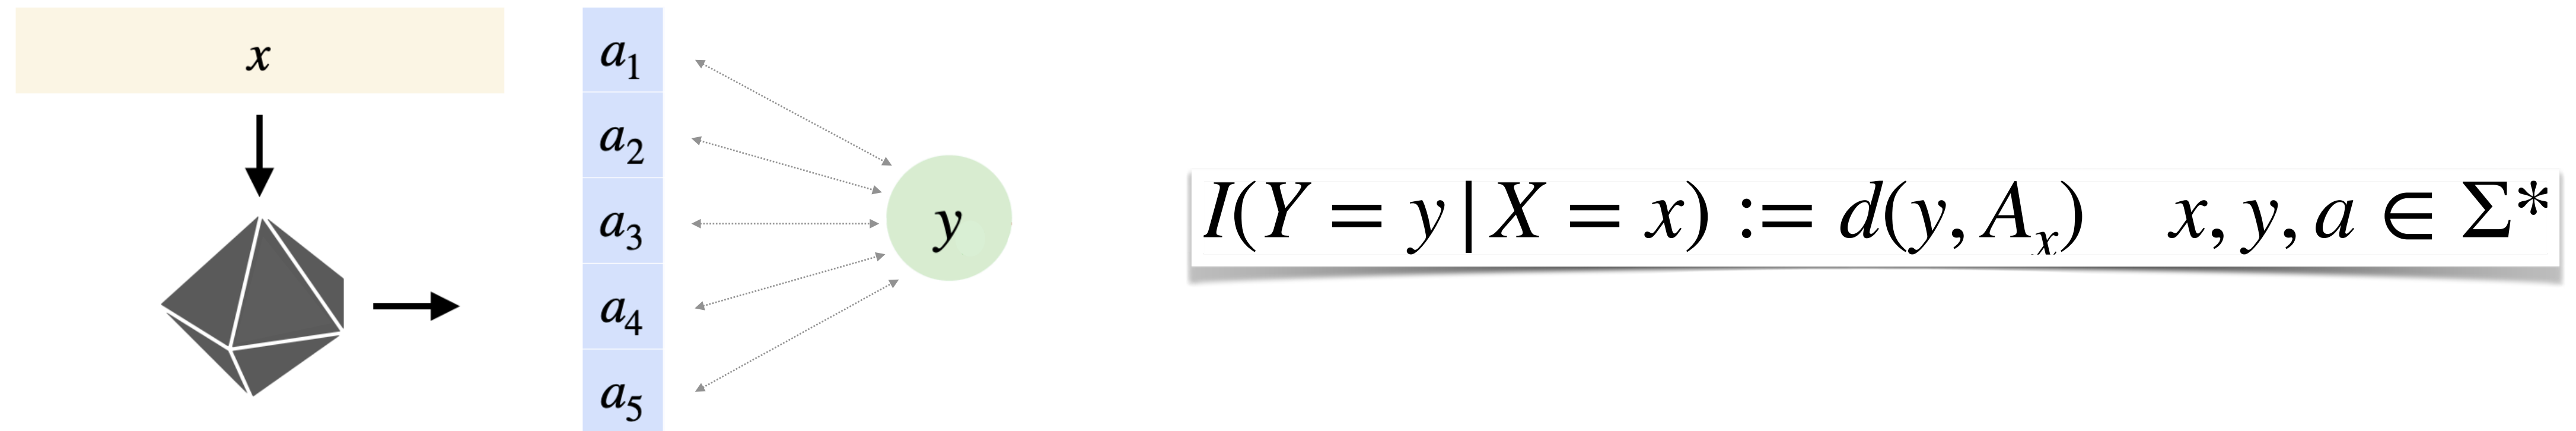 x
a₁
a₂
a₃
a₄
a₅
y
I(Y = y | X = x) := d(y, Aₓ)   x, y, a ∈ Σ*